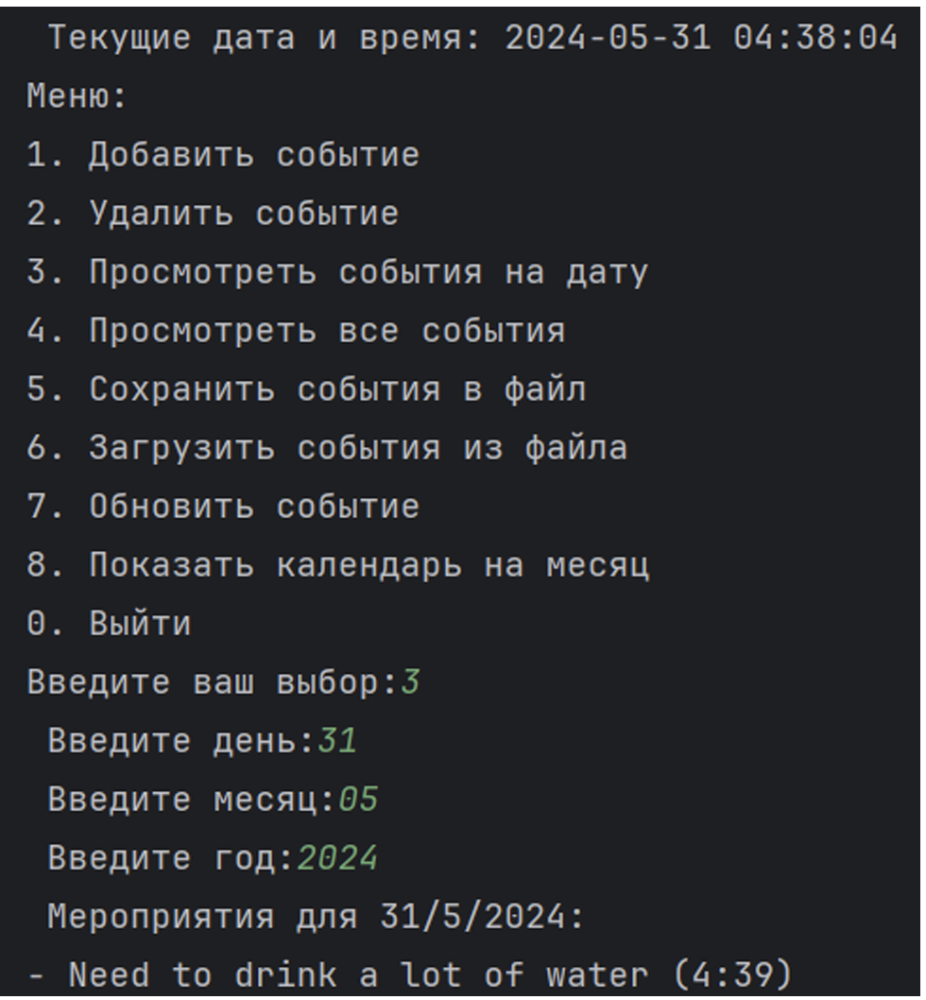 Текущие дата и время: 2024-05-31 04:38:04
Меню:
1. Добавить событие
2. Удалить событие
3. Просмотреть события на дату
4. Просмотреть все события
5. Сохранить события в файл
6. Загрузить события из файла
7. Обновить событие
8. Показать календарь на месяц
0. Выйти
Введите ваш выбор:3
Введите день:31
Введите месяц:05
Введите год:2024
Мероприятия для 31/5/2024:
- Need to drink a lot of water (4:39)